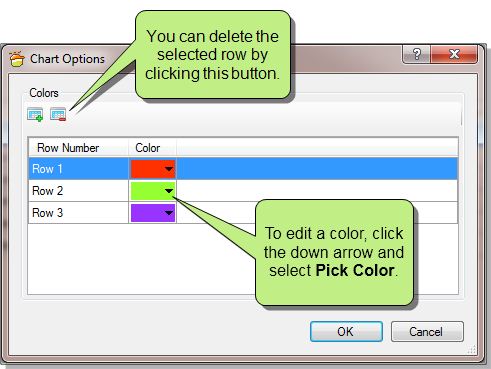 You can delete the
selected row by
clicking this button.
Chart Options
Colors
Row Number Color
Row 1
Row 2
Row 3
To edit a color, click
the down arrow and
select Pick Color.
OK Cancel